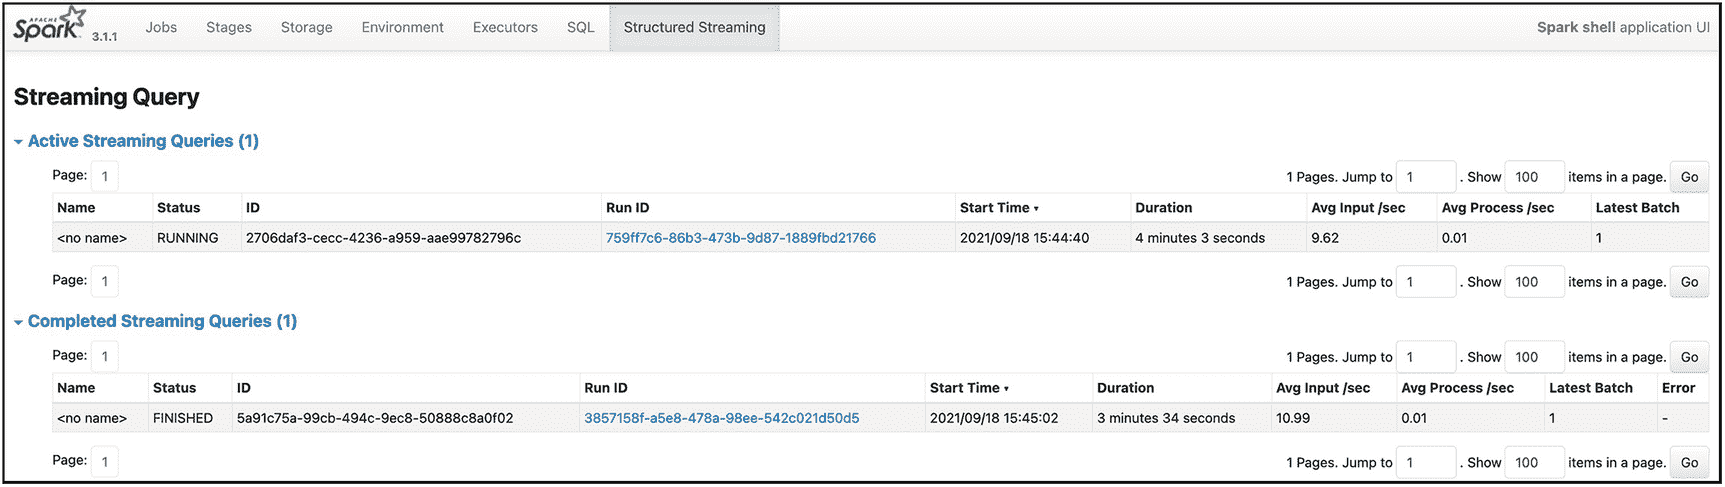 APACHE Spark 3.1.1 Jobs Stages Storage Environment Executors SQL Structured Streaming Spark shell application UI
Streaming Query
Active Streaming Queries (1)
Page: 1 1 Pages. Jump to 1 . Show 100 items in a page. Go
Name Status ID Run ID Start Time ▾ Duration Avg Input /sec Avg Process /sec Latest Batch
<no name> RUNNING 2706daf3-cecc-4236-a959-aae99782796c 759ff7c6-86b3-473b-9d87-1889fbd21766 2021/09/18 15:44:40 4 minutes 3 seconds 9.62 0.01 1
Page: 1 1 Pages. Jump to 1 . Show 100 items in a page. Go
Completed Streaming Queries (1)
Page: 1 1 Pages. Jump to 1 . Show 100 items in a page. Go
Name Status ID Run ID Start Time ▾ Duration Avg Input /sec Avg Process /sec Latest Batch Error
<no name> FINISHED 5a91c75a-99cb-494c-9ec8-50888c8a0f02 3857158f-a5e8-478a-98ee-542c021d50d5 2021/09/18 15:45:02 3 minutes 34 seconds 10.99 0.01 1 -
Page: 1 1 Pages. Jump to 1 . Show 100 items in a page. Go